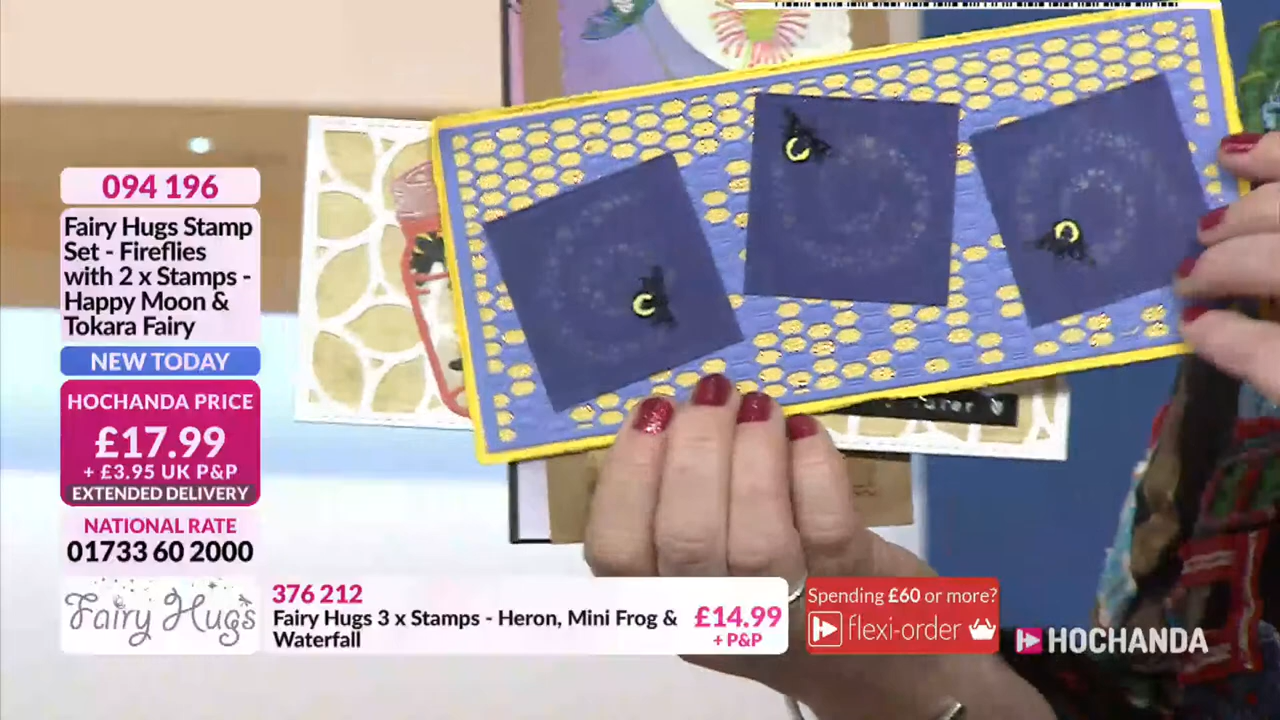 094 196
Fairy Hugs Stamp
Set - Fireflies
with 2 x Stamps -
Happy Moon &
Tokara Fairy
NEW TODAY
HOCHANDA PRICE
£17.99
+ £3.95 UK P&P
EXTENDED DELIVERY
NATIONAL RATE
01733 60 2000
Fairy Hugs
376 212
Fairy Hugs 3 x Stamps - Heron, Mini Frog &
Waterfall
£14.99
+ P&P
Spending £60 or more?
flexi-order
HOCHANDA